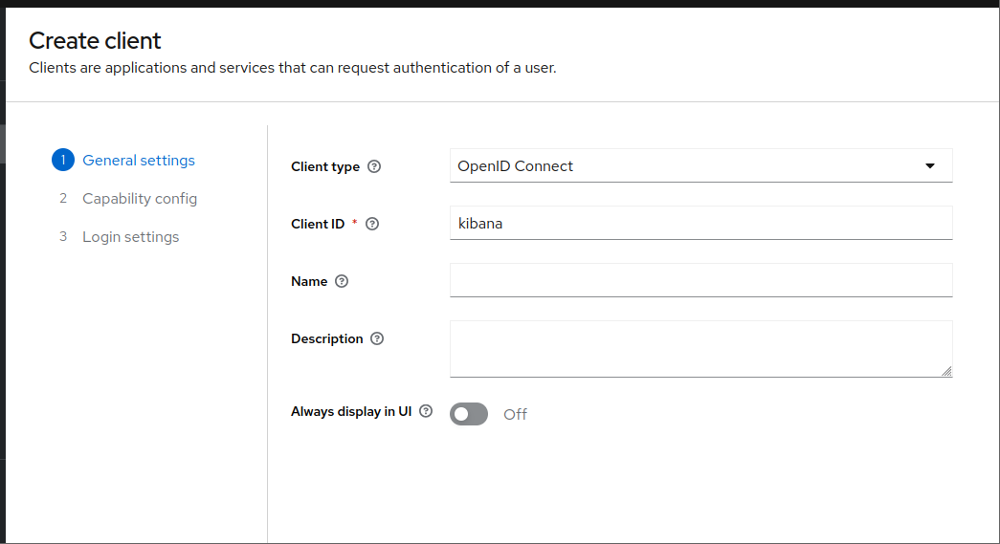 Create client
Clients are applications and services that can request authentication of a user.
1 General settings
2 Capability config
3 Login settings
Client type ? OpenID Connect
Client ID * ? kibana
Name ?
Description ?
Always display in UI ? Off